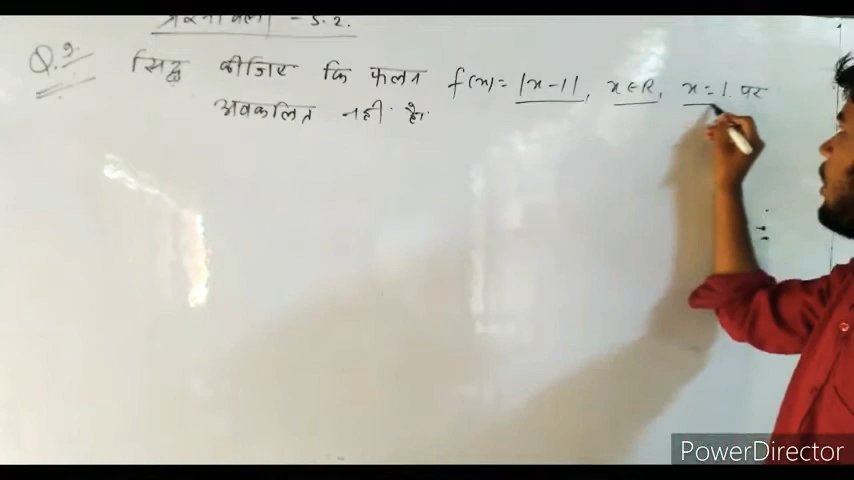 प्रश्नावली - 5.2.
Q.9. सिद्ध कीजिए कि फलन f(x) = |x-1|, x∈R, x=1. पर
अवकलित नहीं है।
PowerDirector